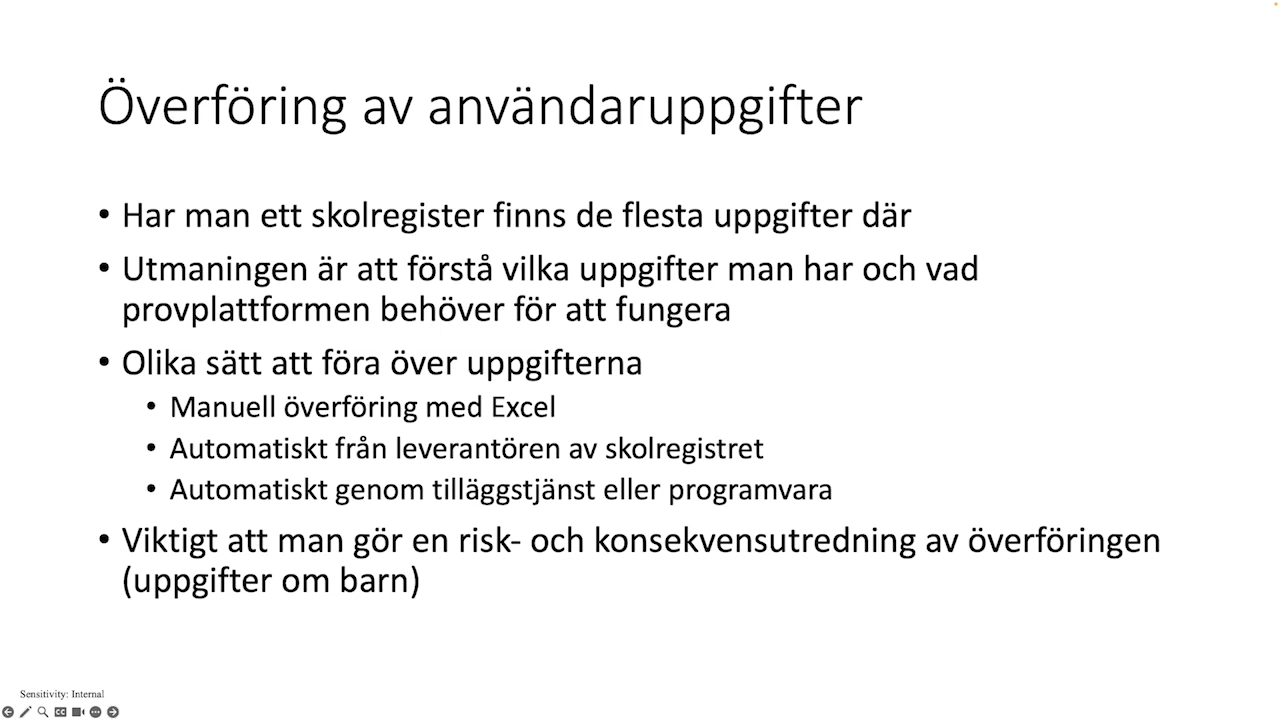 Överföring av användaruppgifter
• Har man ett skolregister finns de flesta uppgifter där
• Utmaningen är att förstå vilka uppgifter man har och vad
provplattformen behöver för att fungera
• Olika sätt att föra över uppgifterna
• Manuell överföring med Excel
• Automatiskt från leverantören av skolregistret
• Automatiskt genom tilläggstjänst eller programvara
• Viktigt att man gör en risk- och konsekvensutredning av överföringen
(uppgifter om barn)
Sensitivity: Internal